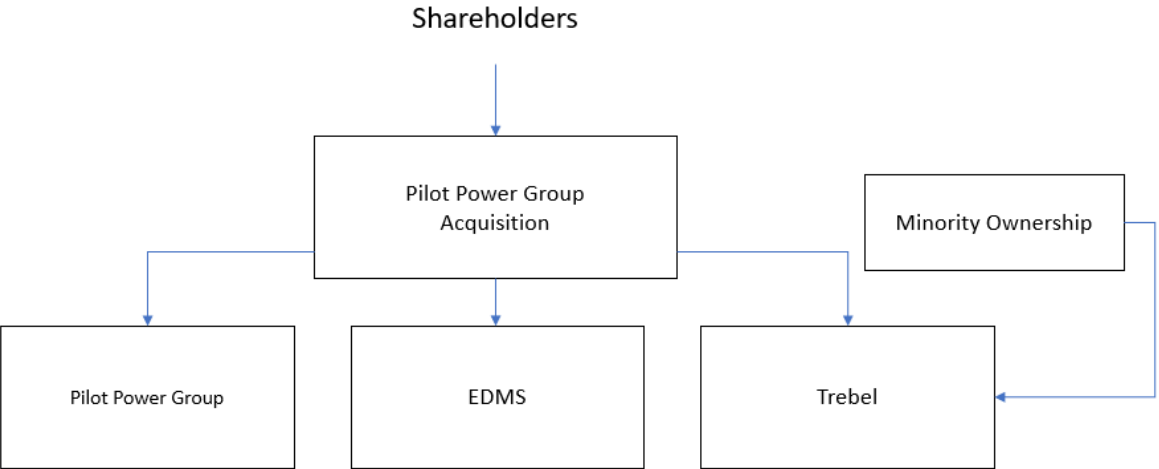 Shareholders
Pilot Power Group
Acquisition
Minority Ownership
Pilot Power Group
EDMS
Trebel